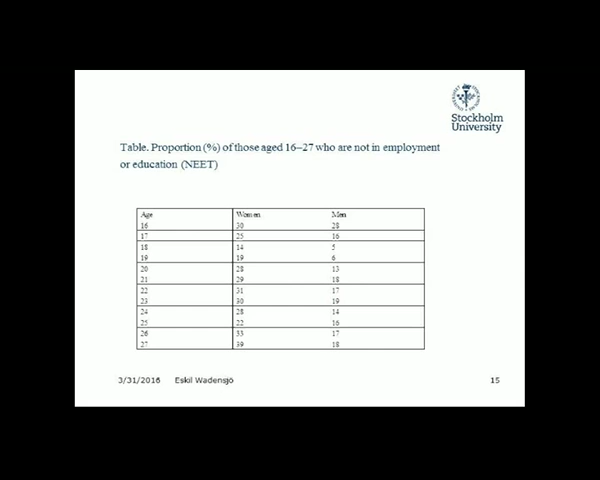 Stockholm
University
Table. Proportion (%) of those aged 16–27 who are not in employment
or education (NEET)
Age Women Men
16 30 28
17 25 16
18 14 5
19 19 6
20 28 13
21 29 18
22 31 17
23 30 19
24 28 14
25 22 16
26 33 17
27 39 18
3/31/2016 Eskil Wadensjö 15